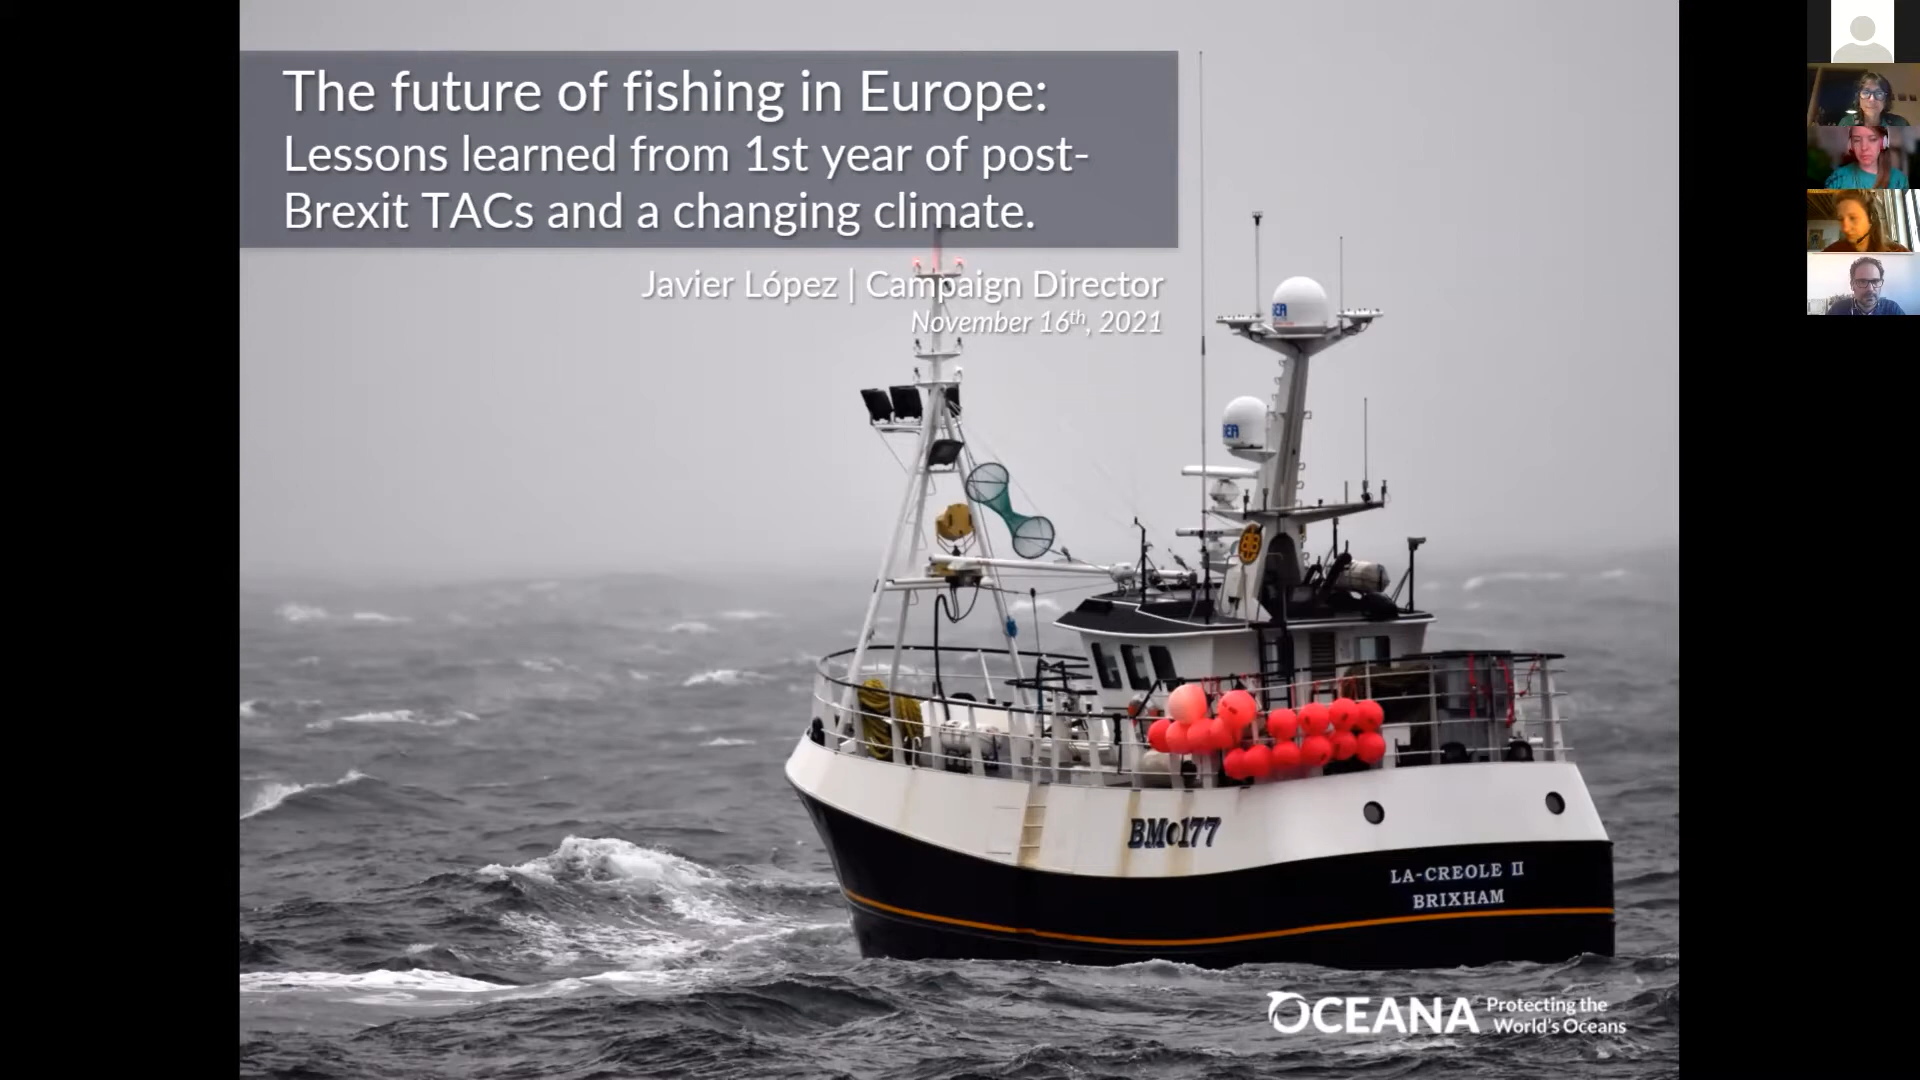 The future of fishing in Europe:
Lessons learned from 1st year of post-
Brexit TACs and a changing climate.
Javier López | Campaign Director
November 16th, 2021
BM 177
LA-CREOLE II
BRIXHAM
OCEANA Protecting the
World's Oceans